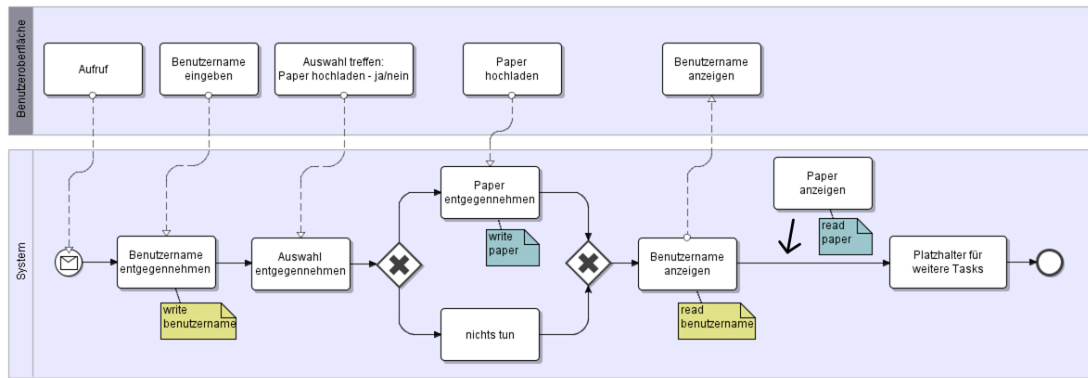 Benutzeroberfläche
Aufruf
Benutzername
eingeben
Auswahl treffen:
Paper hochladen - ja/nein
Paper
hochladen
Benutzername
anzeigen
System
Benutzername
entgegennehmen
write
benutzername
Auswahl
entgegennehmen
Paper
entgegennehmen
write
paper
nichts tun
Benutzername
anzeigen
read
benutzername
Paper
anzeigen
read
paper
Platzhalter für
weitere Tasks